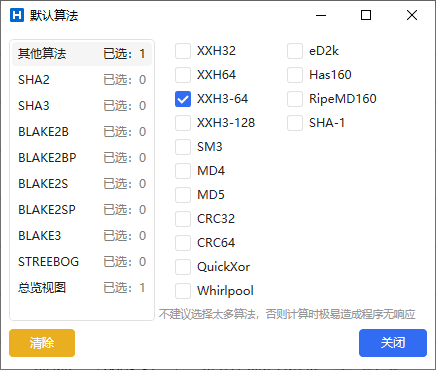 H 默认算法
其他算法 已选：1
SHA2 已选：0
SHA3 已选：0
BLAKE2B 已选：0
BLAKE2BP 已选：0
BLAKE2S 已选：0
BLAKE2SP 已选：0
BLAKE3 已选：0
STREEBOG 已选：0
总览视图 已选：1
XXH32
XXH64
XXH3-64
XXH3-128
SM3
MD4
MD5
CRC32
CRC64
QuickXor
Whirlpool
eD2k
Has160
RipeMD160
SHA-1
不建议选择太多算法，否则计算时极易造成程序无响应
清除
关闭